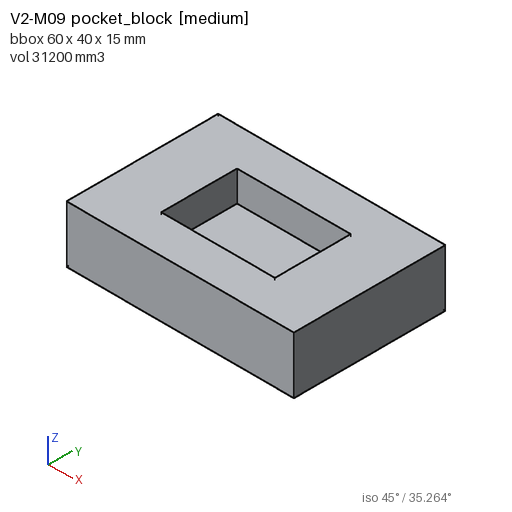 V2-M09 pocket_block [medium]
bbox 60 x 40 x 15 mm
vol 31200 mm3
Z
Y
X
iso 45° / 35.264°